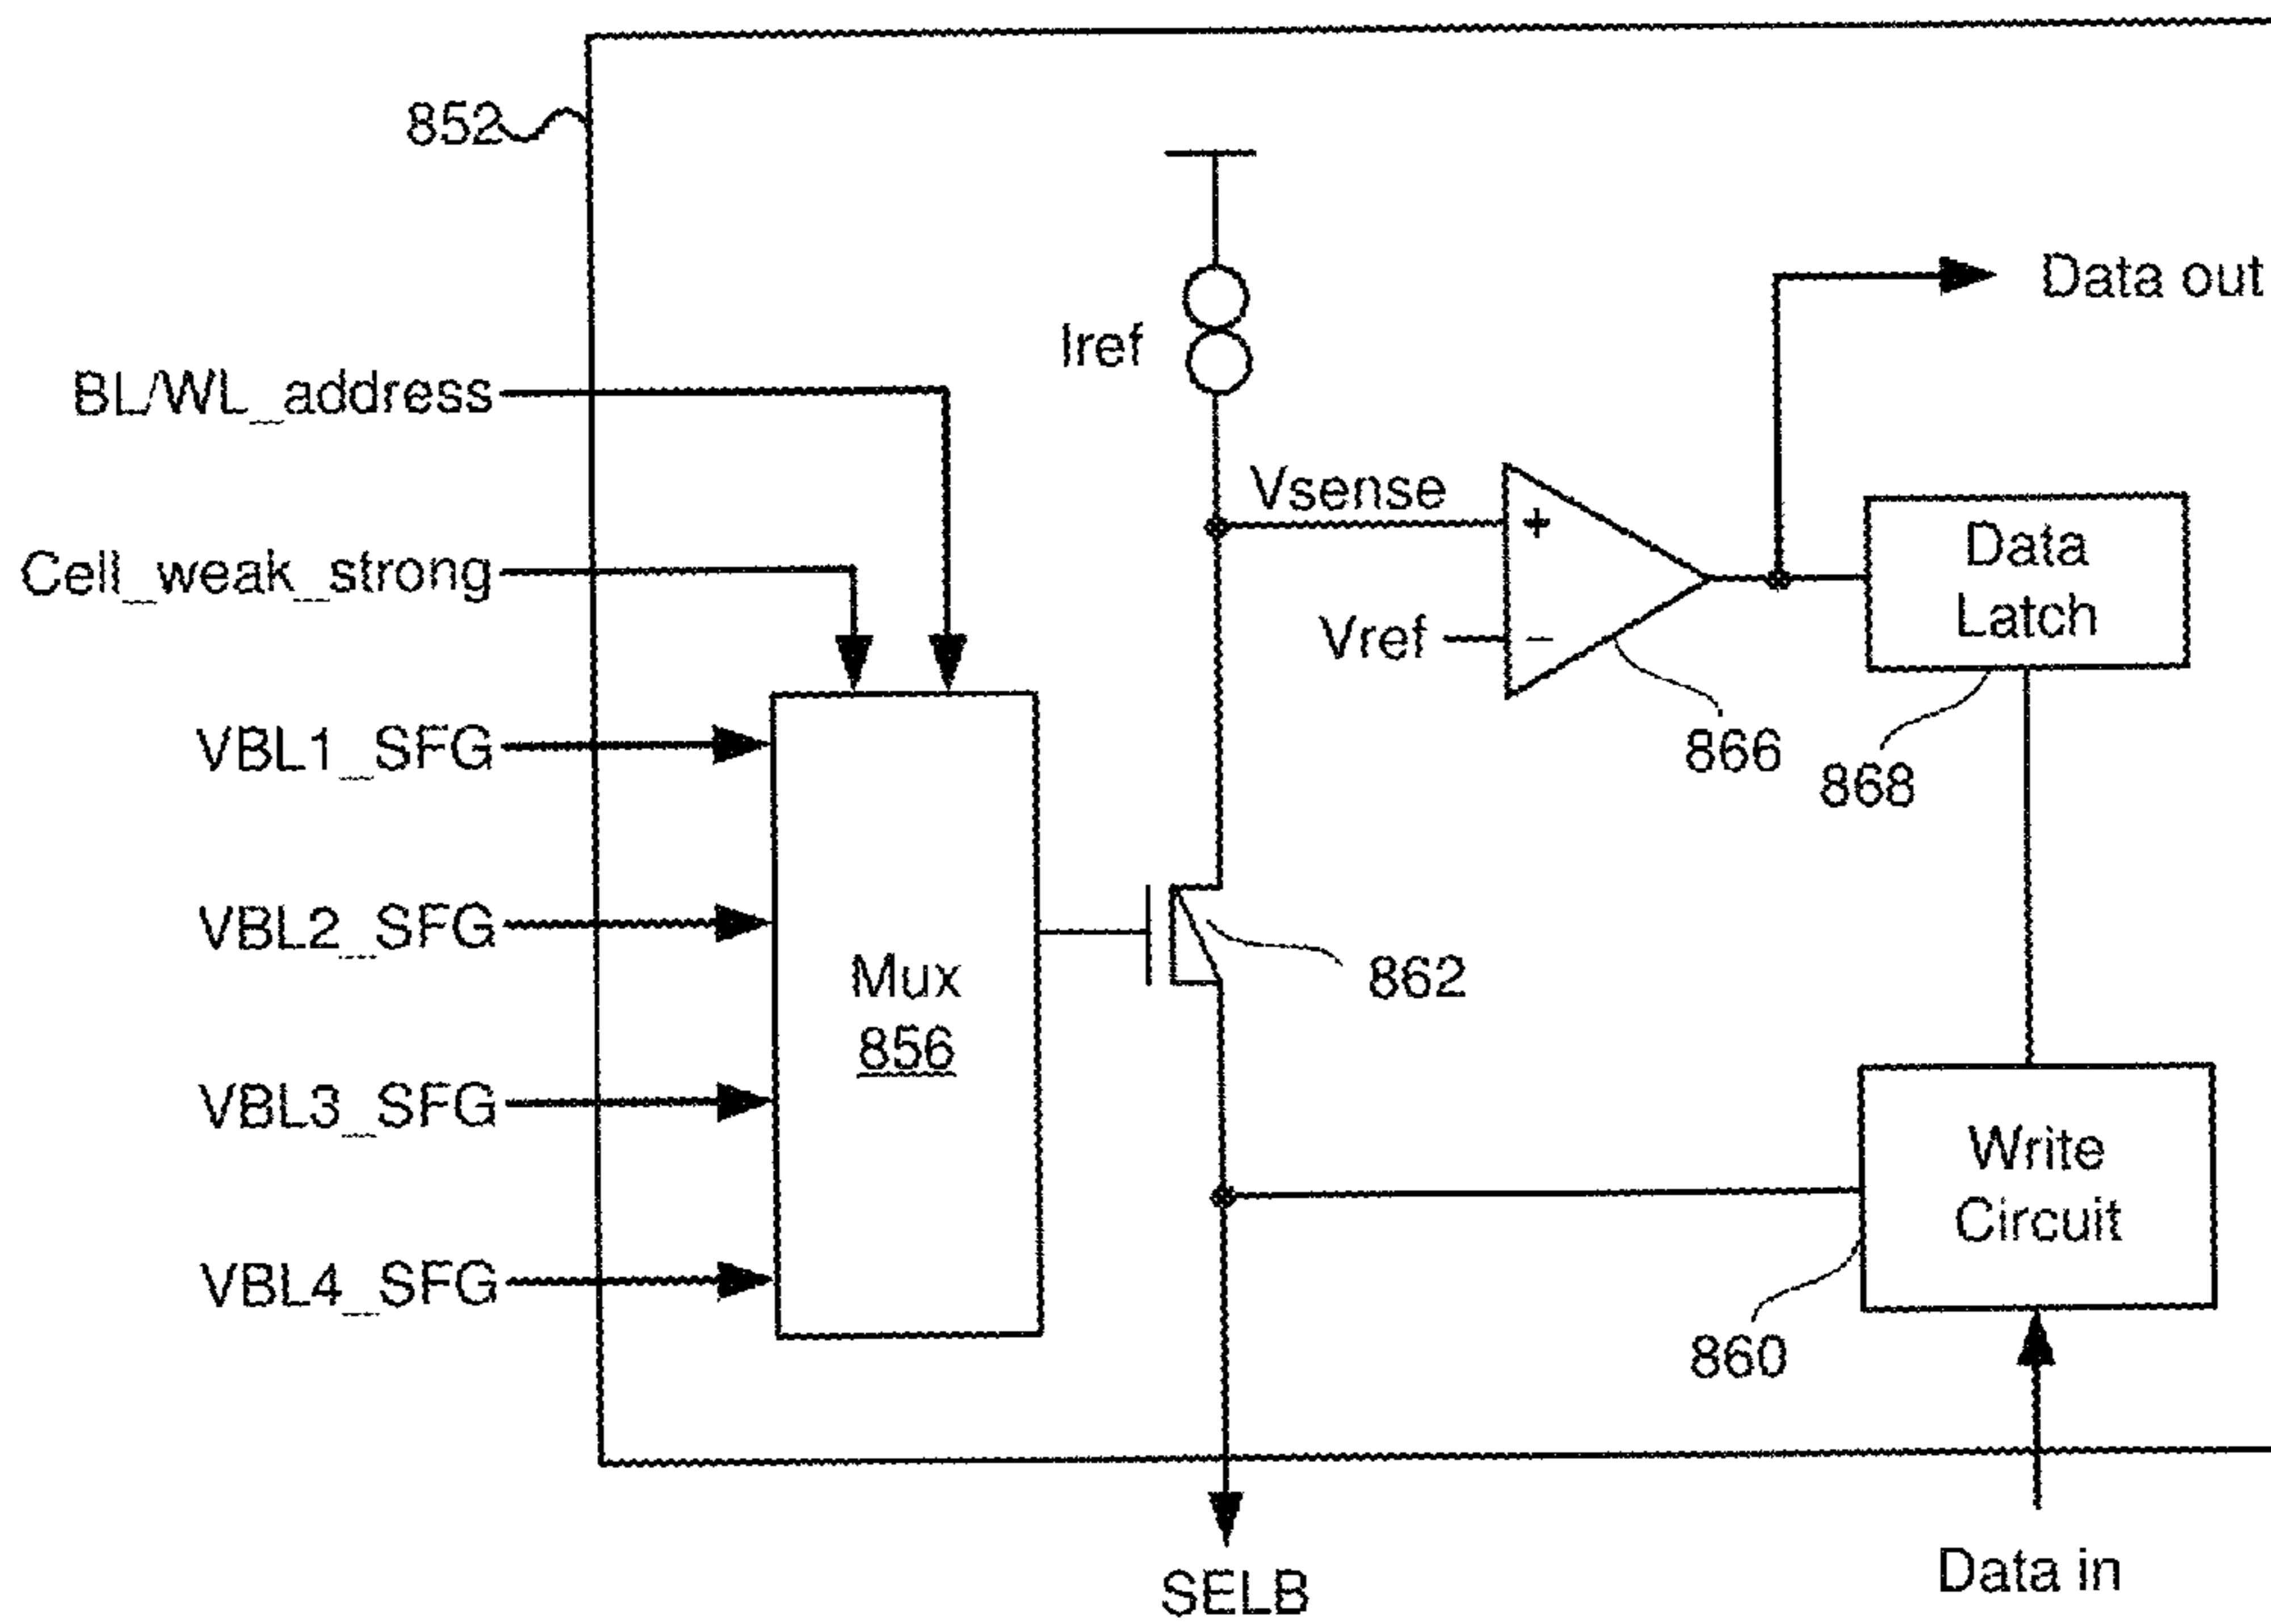 852
Data out
Iref
BL/WL_address
Vsense
+
Data
Latch
Cell_weak_strong
Vref
−
VBL1_SFG
866
868
VBL2_SFG
Mux
856
862
VBL3_SFG
Write
Circuit
VBL4_SFG
860
SELB
Data in